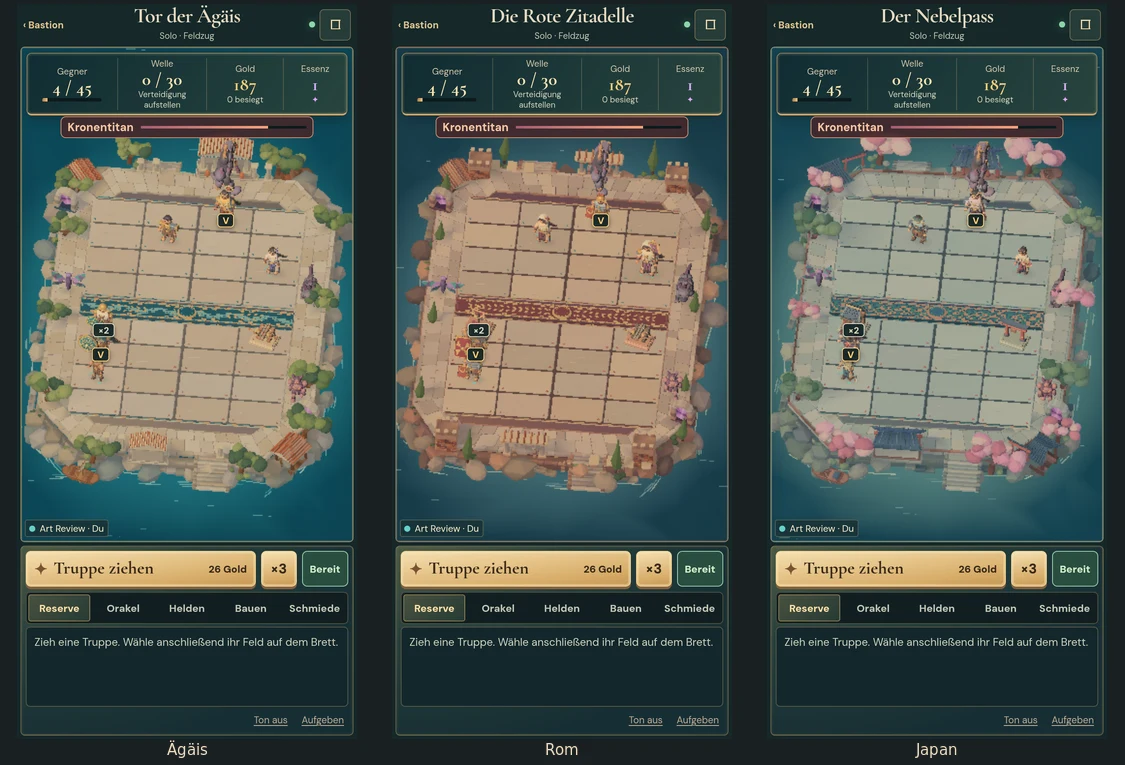 ‹ Bastion
Tor der Ägäis
Solo · Feldzug
Gegner
4 / 45
Welle
0 / 30
Verteidigung
aufstellen
Gold
187
0 besiegt
Essenz
1
Kronentitan
V
×2
V
Art Review · Du
Truppe ziehen
26 Gold
×3
Bereit
Reserve
Orakel
Helden
Bauen
Schmiede
Zieh eine Truppe. Wähle anschließend ihr Feld auf dem Brett.
Ton aus
Aufgeben
Ägäis
‹ Bastion
Die Rote Zitadelle
Solo · Feldzug
Gegner
4 / 45
Welle
0 / 30
Verteidigung
aufstellen
Gold
187
0 besiegt
Essenz
1
Kronentitan
V
×2
V
Art Review · Du
Truppe ziehen
26 Gold
×3
Bereit
Reserve
Orakel
Helden
Bauen
Schmiede
Zieh eine Truppe. Wähle anschließend ihr Feld auf dem Brett.
Ton aus
Aufgeben
Rom
‹ Bastion
Der Nebelpass
Solo · Feldzug
Gegner
4 / 45
Welle
0 / 30
Verteidigung
aufstellen
Gold
187
0 besiegt
Essenz
1
Kronentitan
V
×2
V
Art Review · Du
Truppe ziehen
26 Gold
×3
Bereit
Reserve
Orakel
Helden
Bauen
Schmiede
Zieh eine Truppe. Wähle anschließend ihr Feld auf dem Brett.
Ton aus
Aufgeben
Japan